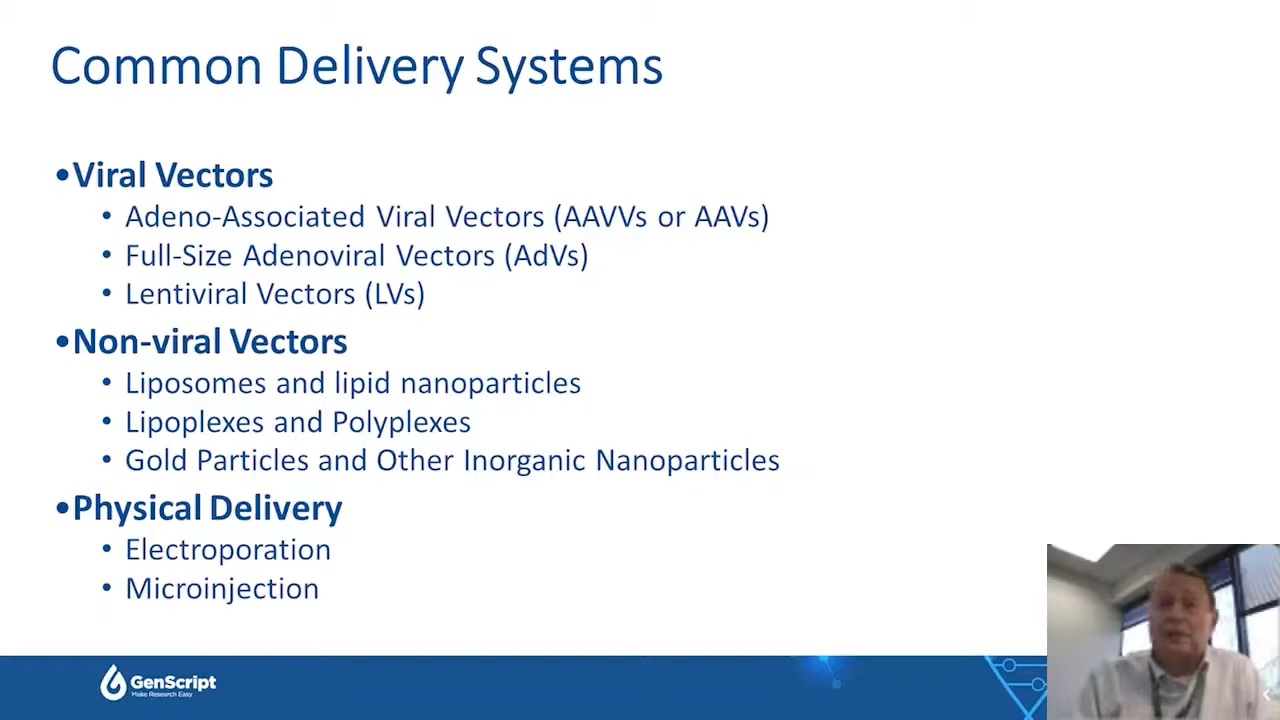 Common Delivery Systems
•Viral Vectors
• Adeno-Associated Viral Vectors (AAVVs or AAVs)
• Full-Size Adenoviral Vectors (AdVs)
• Lentiviral Vectors (LVs)
•Non-viral Vectors
• Liposomes and lipid nanoparticles
• Lipoplexes and Polyplexes
• Gold Particles and Other Inorganic Nanoparticles
•Physical Delivery
• Electroporation
• Microinjection
GenScript
Make Research Easy